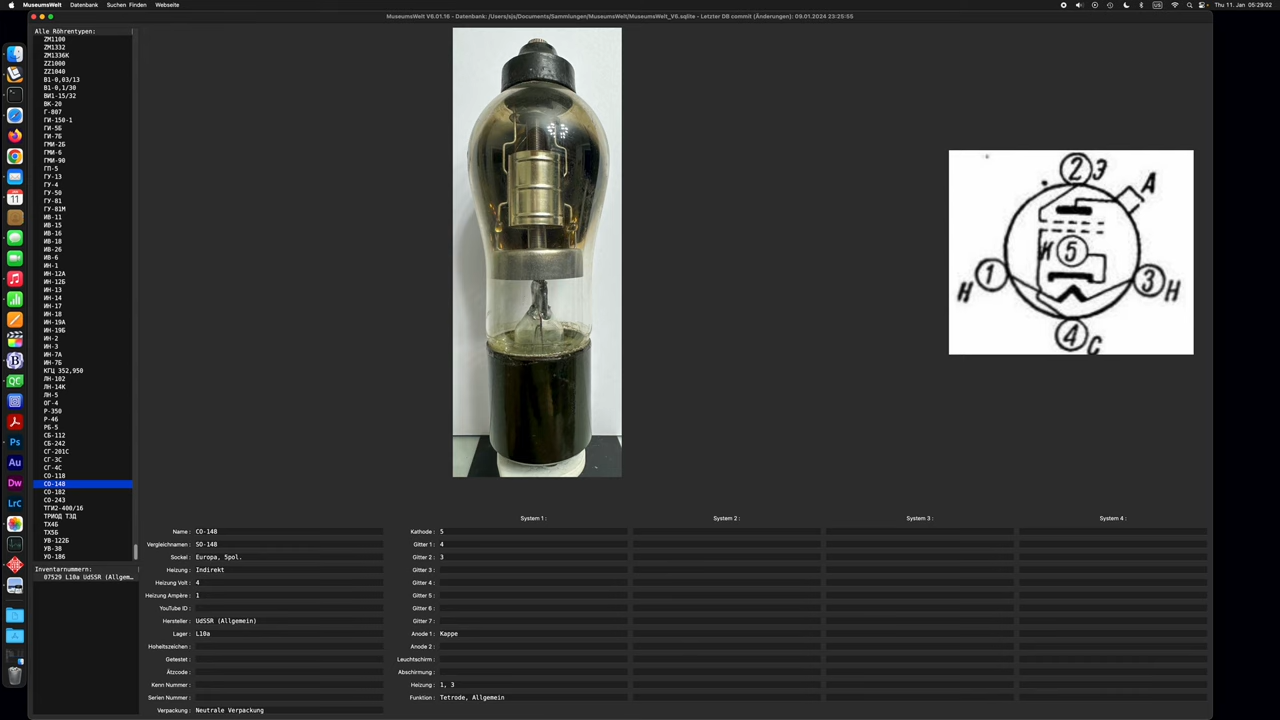 MuseumsWelt Datenbank Suchen Finden Webseite
US Thu 11. Jan 05:29:02
MuseumsWelt V6.01.16 - Datenbank: /Users/sjs/Documents/Sammlungen/MuseumsWelt/MuseumsWelt_V6.sqlite - Letzter DB commit (Änderungen): 09.01.2024 23:25:55
Alle Röhrentypen:
ZM1100
ZM1332
ZM1336K
ZZ1000
ZZ1040
В1-0,03/13
В1-0,1/30
ВИ1-15/32
ВК-20
Г-807
ГИ-150-1
ГИ-5Б
ГИ-7Б
ГМИ-2Б
ГМИ-6
ГМИ-90
ГП-5
ГУ-13
ГУ-4
ГУ-50
ГУ-81
ГУ-81М
ИВ-11
ИВ-15
ИВ-16
ИВ-18
ИВ-26
ИВ-6
ИН-1
ИН-12А
ИН-12Б
ИН-13
ИН-14
ИН-17
ИН-18
ИН-19А
ИН-19Б
ИН-2
ИН-3
ИН-7А
ИН-7Б
КГЦ 352,950
ЛН-102
ЛН-14К
ЛН-5
ОГ-4
Р-350
Р-46
РБ-5
СБ-112
СБ-242
СГ-201С
СГ-3С
СГ-4С
СО-118
СО-148
СО-182
СО-243
ТГИ2-400/16
ТРИОД ТЗД
ТХ4Б
ТХ5Б
УВ-122Б
УВ-38
УО-186
Inventarnummern:
07529 L10a UdSSR (Allgem…
2 Э
А
К 5
1 Н
3 Н
4 С
System 1 : System 2 : System 3 : System 4 :
Name : СО-148
Vergleichnamen : SO-148
Sockel : Europa, 5pol.
Heizung : Indirekt
Heizung Volt : 4
Heizung Ampère : 1
YouTube ID :
Hersteller : UdSSR (Allgemein)
Lager : L10a
Hoheitszeichen :
Getestet :
Ätzcode :
Kenn Nummer :
Serien Nummer :
Verpackung : Neutrale Verpackung
Kathode : 5
Gitter 1 : 4
Gitter 2 : 3
Gitter 3 :
Gitter 4 :
Gitter 5 :
Gitter 6 :
Gitter 7 :
Anode 1 : Kappe
Anode 2 :
Leuchtschirm :
Abschirmung :
Heizung : 1, 3
Funktion : Tetrode, Allgemein